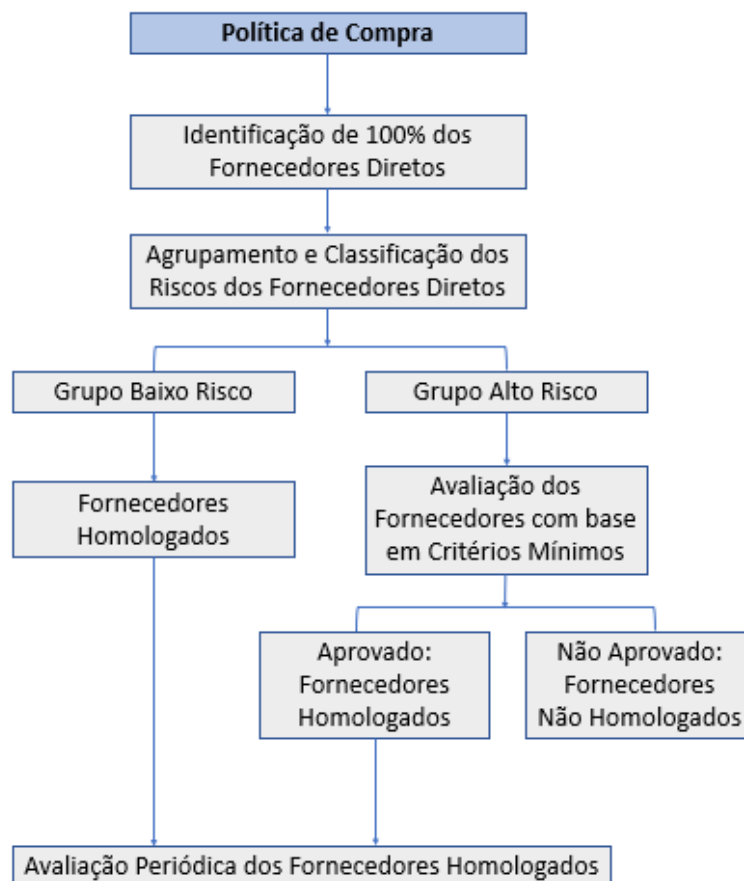 Política de Compra
Identificação de 100% dos
Fornecedores Diretos
Agrupamento e Classificação dos
Riscos dos Fornecedores Diretos
Grupo Baixo Risco
Grupo Alto Risco
Fornecedores
Homologados
Avaliação dos
Fornecedores com base
em Critérios Mínimos
Aprovado:
Fornecedores
Homologados
Não Aprovado:
Fornecedores
Não Homologados
Avaliação Periódica dos Fornecedores Homologados